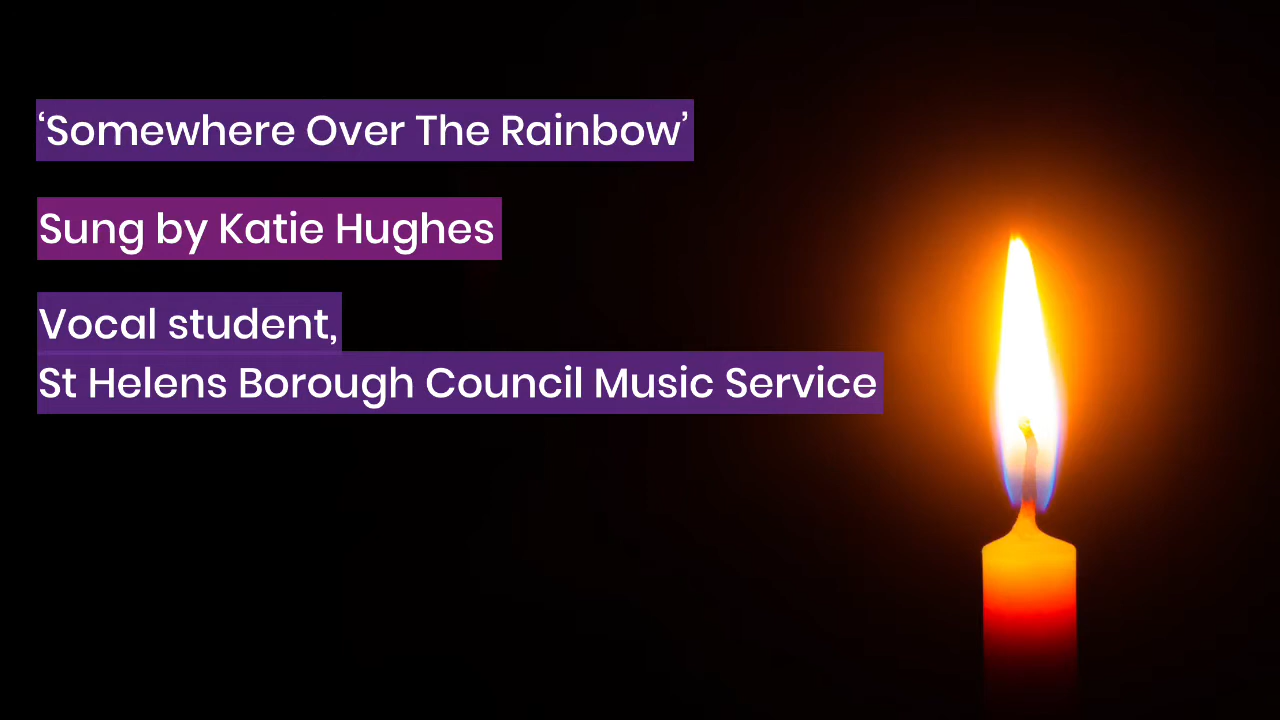 ‘Somewhere Over The Rainbow’
Sung by Katie Hughes
Vocal student,
St Helens Borough Council Music Service